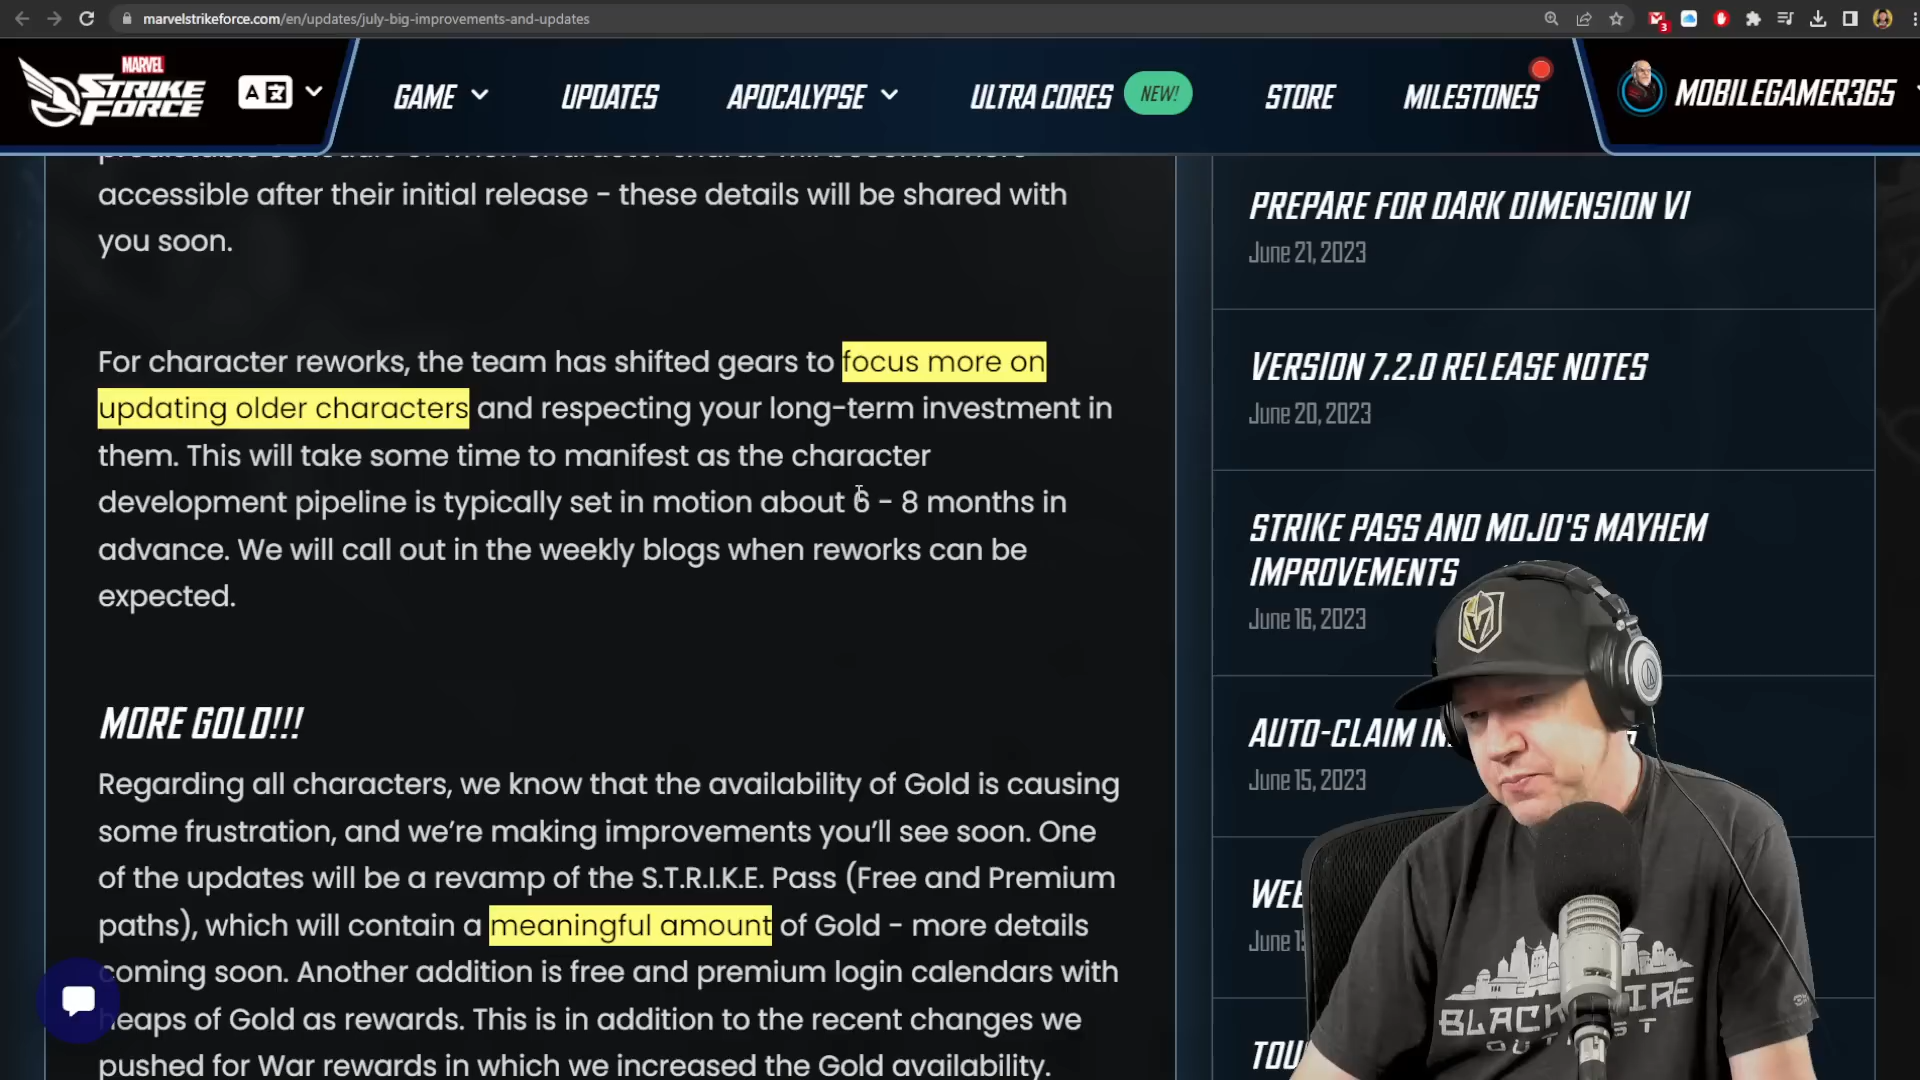 marvelstrikeforce.com/en/updates/july-big-improvements-and-updates
3
MARVEL
STRIKE
FORCE
A
GAME
UPDATES
APOCALYPSE
ULTRA CORES
NEW!
STORE
MILESTONES
MOBILEGAMER365
accessible after their initial release - these details will be shared with
you soon.
For character reworks, the team has shifted gears to focus more on
updating older characters and respecting your long-term investment in
them. This will take some time to manifest as the character
development pipeline is typically set in motion about 6 - 8 months in
advance. We will call out in the weekly blogs when reworks can be
expected.
MORE GOLD!!!
Regarding all characters, we know that the availability of Gold is causing
some frustration, and we're making improvements you'll see soon. One
of the updates will be a revamp of the S.T.R.I.K.E. Pass (Free and Premium
paths), which will contain a meaningful amount of Gold - more details
coming soon. Another addition is free and premium login calendars with
heaps of Gold as rewards. This is in addition to the recent changes we
pushed for War rewards in which we increased the Gold availability.
PREPARE FOR DARK DIMENSION VI
June 21, 2023
VERSION 7.2.0 RELEASE NOTES
June 20, 2023
STRIKE PASS AND MOJO'S MAYHEM
IMPROVEMENTS
June 16, 2023
AUTO-CLAIM
June 15, 2023
June